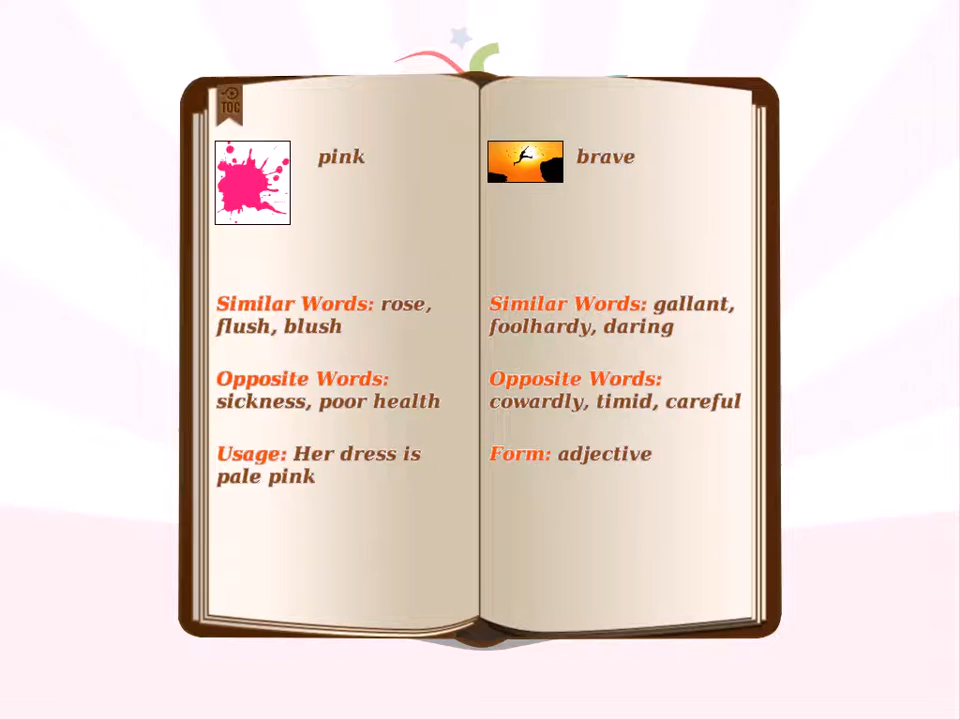 TOC
pink
Similar Words: rose,
flush, blush
Opposite Words:
sickness, poor health
Usage: Her dress is
pale pink
brave
Similar Words: gallant,
foolhardy, daring
Opposite Words:
cowardly, timid, careful
Form: adjective